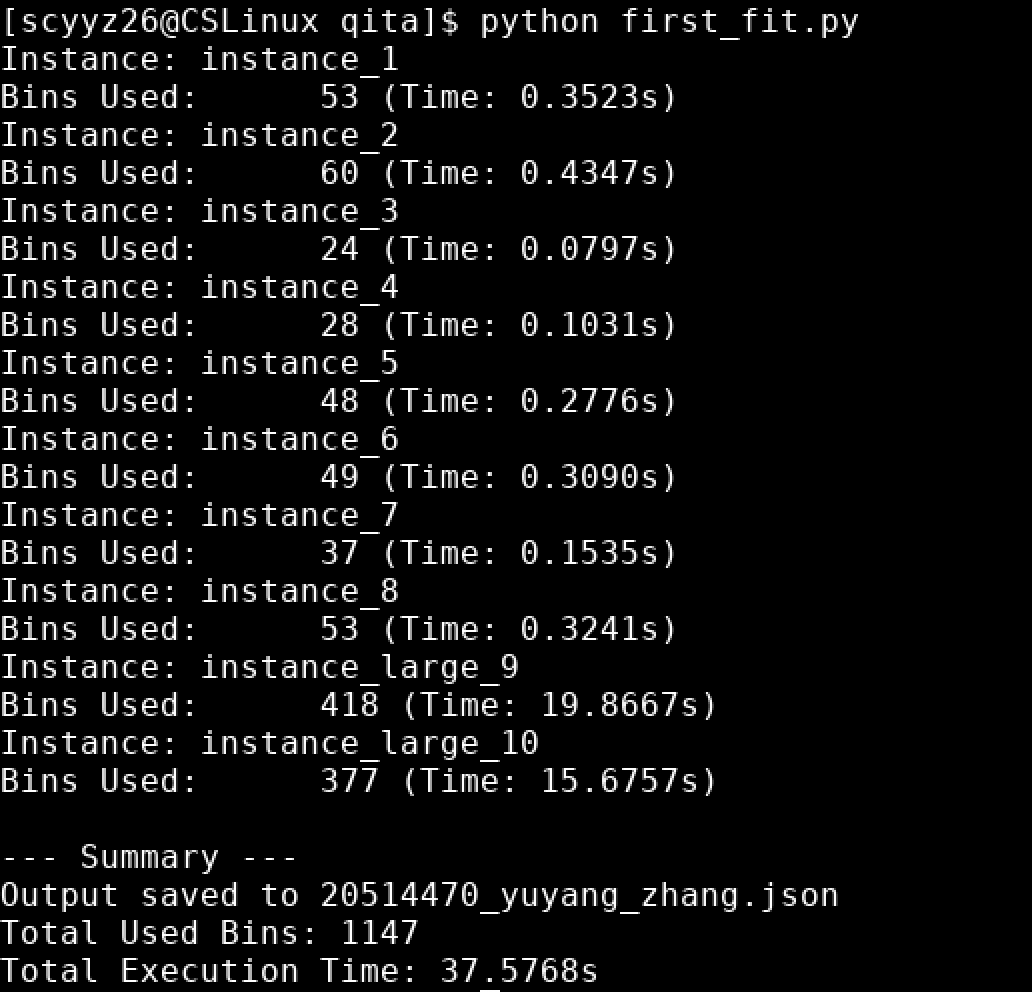 [scyyz26@CSLinux qita]$ python first_fit.py
Instance: instance_1
Bins Used:      53 (Time: 0.3523s)
Instance: instance_2
Bins Used:      60 (Time: 0.4347s)
Instance: instance_3
Bins Used:      24 (Time: 0.0797s)
Instance: instance_4
Bins Used:      28 (Time: 0.1031s)
Instance: instance_5
Bins Used:      48 (Time: 0.2776s)
Instance: instance_6
Bins Used:      49 (Time: 0.3090s)
Instance: instance_7
Bins Used:      37 (Time: 0.1535s)
Instance: instance_8
Bins Used:      53 (Time: 0.3241s)
Instance: instance_large_9
Bins Used:      418 (Time: 19.8667s)
Instance: instance_large_10
Bins Used:      377 (Time: 15.6757s)

--- Summary ---
Output saved to 20514470_yuyang_zhang.json
Total Used Bins: 1147
Total Execution Time: 37.5768s